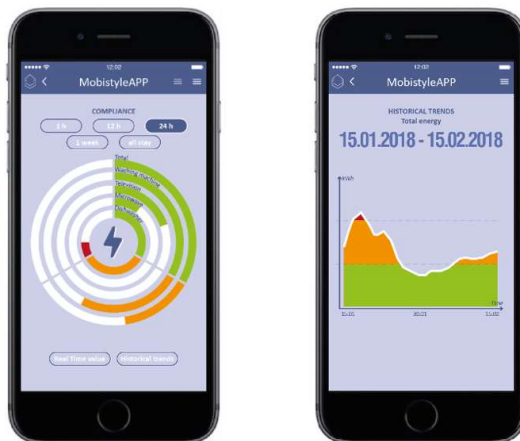 12:02
MobistyleAPP
COMPLIANCE
1 h
12 h
24 h
1 week
all stay
Total
Washing machine
Television
Microwave
Dishwasher
Real Time value
Historical trends
12:02
MobistyleAPP
HISTORICAL TRENDS
Total energy
15.01.2018 - 15.02.2018
kWh
Time
15.01
15.02